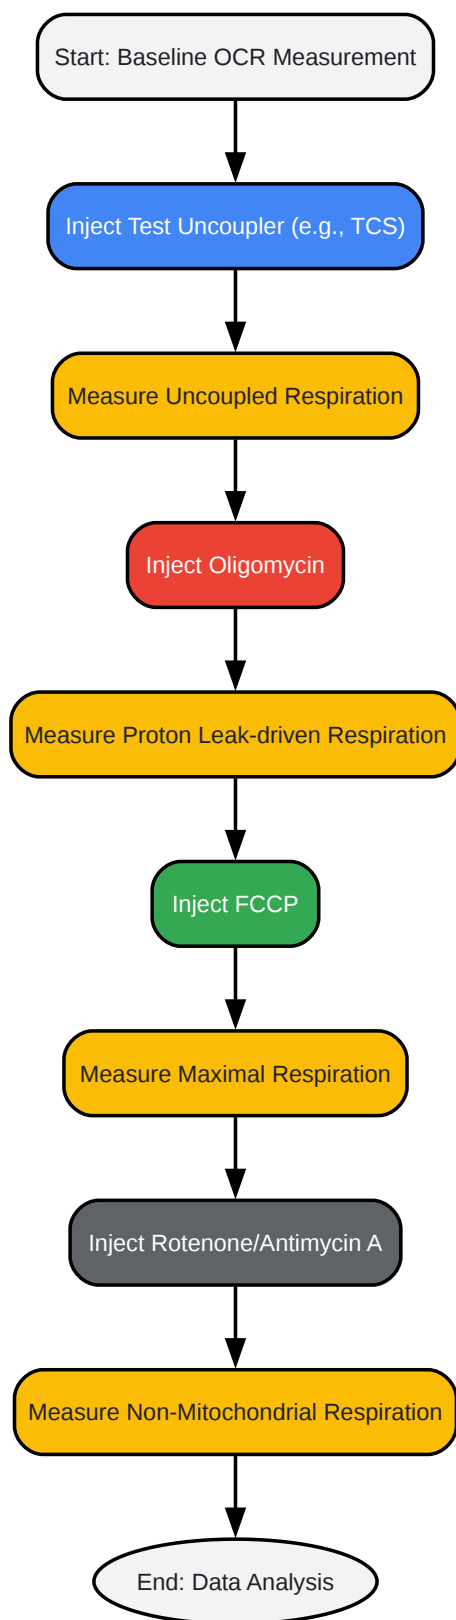 Start: Baseline OCR Measurement
Inject Test Uncoupler (e.g., TCS)
Measure Uncoupled Respiration
Inject Oligomycin
Measure Proton Leak-driven Respiration
Inject FCCP
Measure Maximal Respiration
Inject Rotenone/Antimycin A
Measure Non-Mitochondrial Respiration
End: Data Analysis